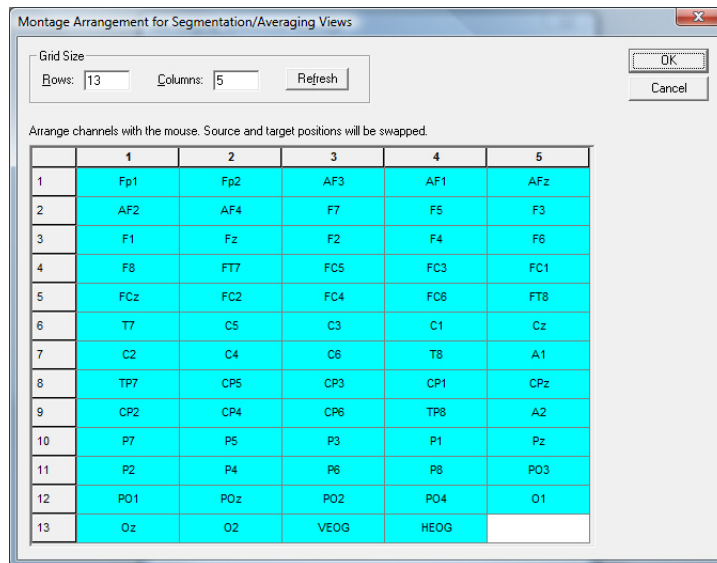 Montage Arrangement for Segmentation/Averaging Views
x
Grid Size
Rows: 13 Columns: 5 Refresh
OK
Cancel
Arrange channels with the mouse. Source and target positions will be swapped.
1 2 3 4 5
1 Fp1 Fp2 AF3 AF1 AFz
2 AF2 AF4 F7 F5 F3
3 F1 Fz F2 F4 F6
4 F8 FT7 FC5 FC3 FC1
5 FCz FC2 FC4 FC6 FT8
6 T7 C5 C3 C1 Cz
7 C2 C4 C6 T8 A1
8 TP7 CP5 CP3 CP1 CPz
9 CP2 CP4 CP6 TP8 A2
10 P7 P5 P3 P1 Pz
11 P2 P4 P6 P8 PO3
12 PO1 POz PO2 PO4 O1
13 Oz O2 VEOG HEOG